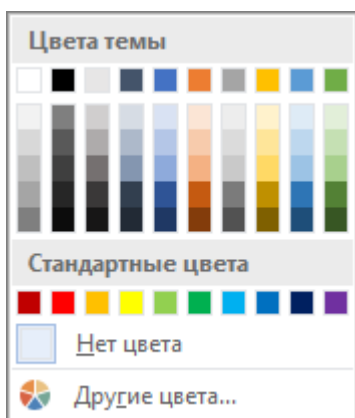 Цвета темы
Стандартные цвета
Нет цвета
Другие цвета...